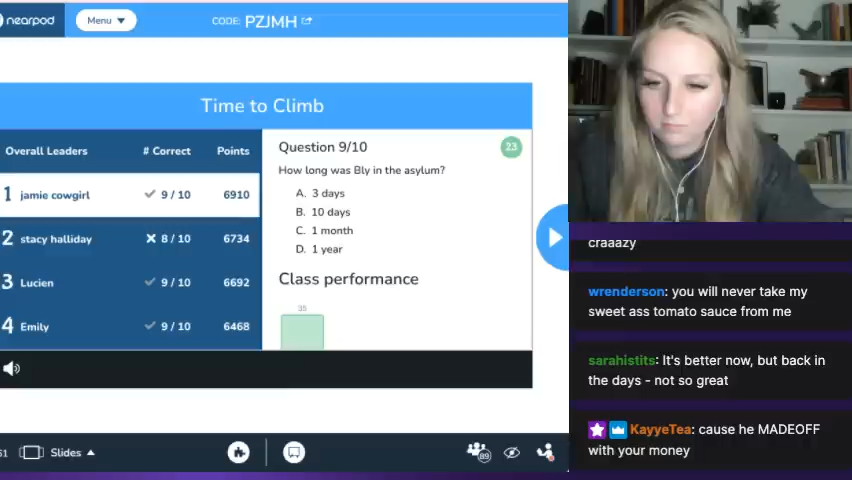 nearpod
Menu
CODE: PZJMH
Time to Climb
Overall Leaders # Correct Points
1 jamie cowgirl 9 / 10 6910
2 stacy halliday 8 / 10 6734
3 Lucien 9 / 10 6692
4 Emily 9 / 10 6468
Question 9/10
23
How long was Bly in the asylum?
A. 3 days
B. 10 days
C. 1 month
D. 1 year
Class performance
35
51
Slides
89
craaazy
wrenderson: you will never take my
sweet ass tomato sauce from me
sarahistits: It's better now, but back in
the days - not so great
KayyeTea: cause he MADEOFF
with your money